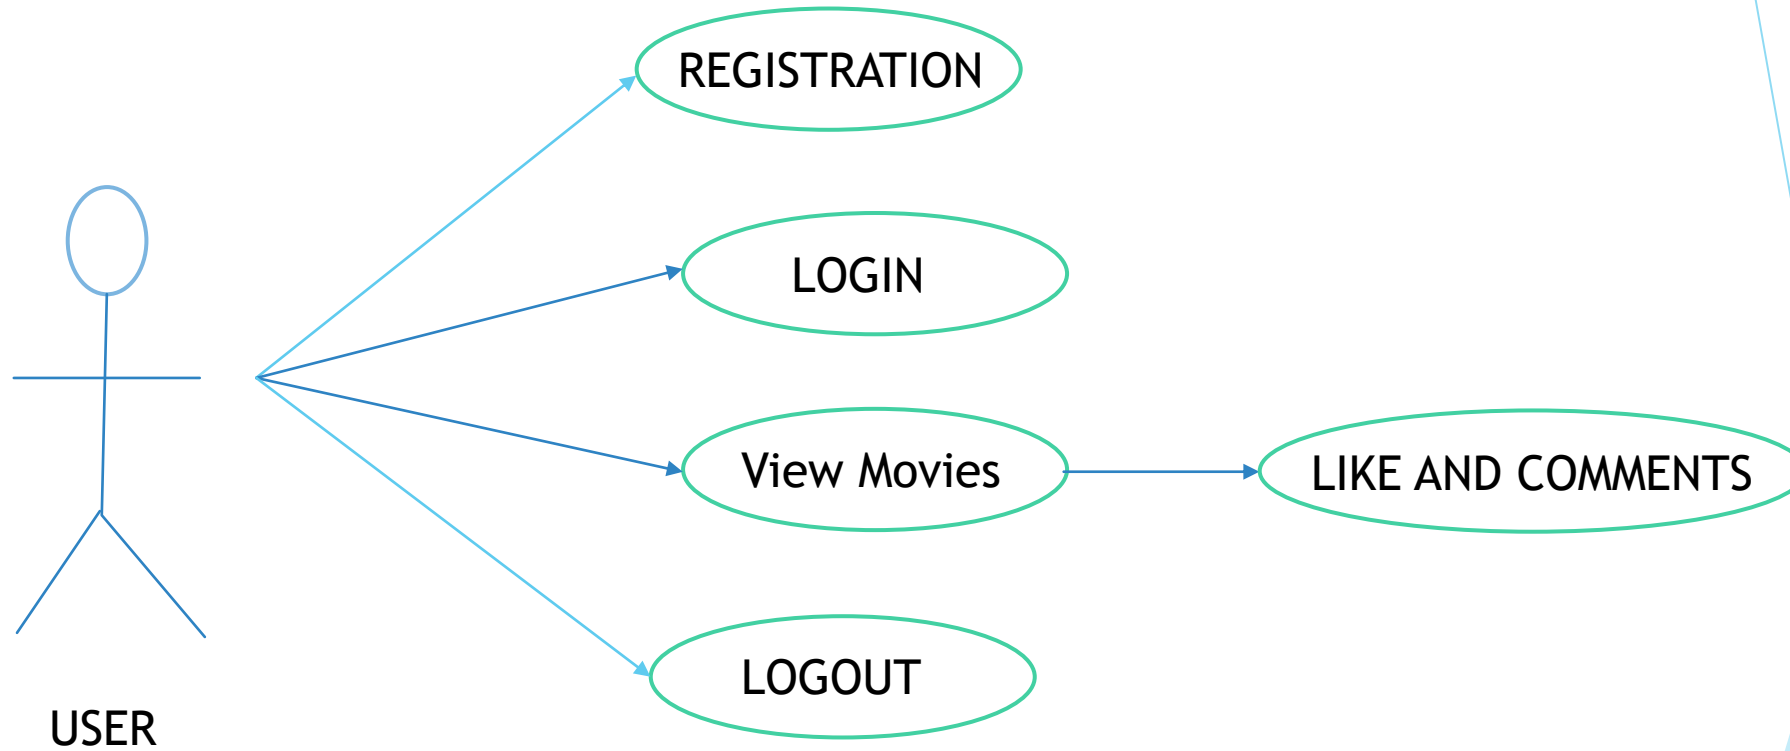 REGISTRATION
LOGIN
View Movies
LIKE AND COMMENTS
LOGOUT
USER